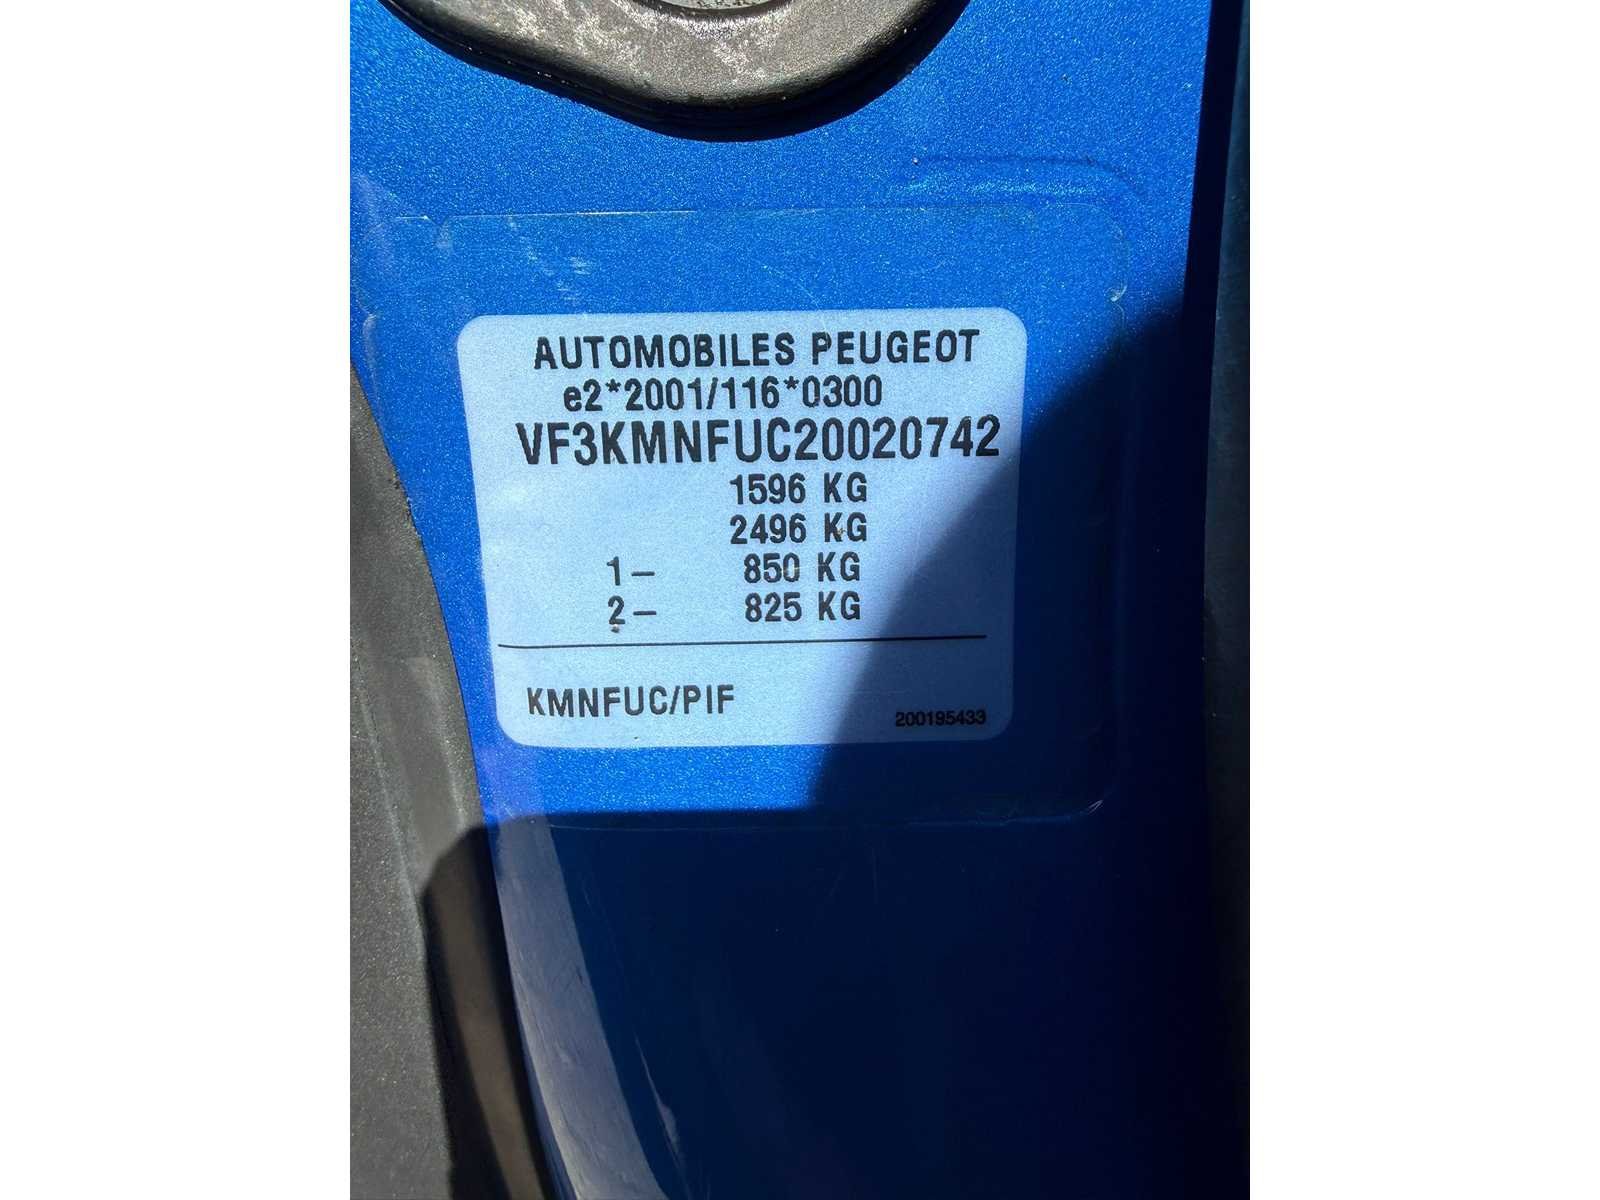 AUTOMOBILES PEUGEOT
e2*2001/116*0300
VF3KMNFUC20020742
1596 KG
2496 KG
1– 850 KG
2– 825 KG
KMNFUC/PIF
200195433